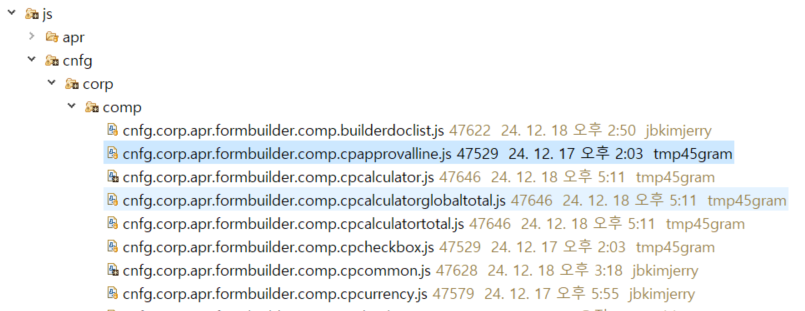 js
apr
cnfg
corp
comp
cnfg.corp.apr.formbuilder.comp.builderdoclist.js 47622 24. 12. 18 오후 2:50 jbkimjerry
cnfg.corp.apr.formbuilder.comp.cpapprovalline.js 47529 24. 12. 17 오후 2:03 tmp45gram
cnfg.corp.apr.formbuilder.comp.cpcalculator.js 47646 24. 12. 18 오후 5:11 tmp45gram
cnfg.corp.apr.formbuilder.comp.cpcalculatorglobaltotal.js 47646 24. 12. 18 오후 5:11 tmp45gram
cnfg.corp.apr.formbuilder.comp.cpcalculatortotal.js 47646 24. 12. 18 오후 5:11 tmp45gram
cnfg.corp.apr.formbuilder.comp.cpcheckbox.js 47529 24. 12. 17 오후 2:03 tmp45gram
cnfg.corp.apr.formbuilder.comp.cpcommon.js 47628 24. 12. 18 오후 3:18 jbkimjerry
cnfg.corp.apr.formbuilder.comp.cpcurrency.js 47579 24. 12. 17 오후 5:55 jbkimjerry